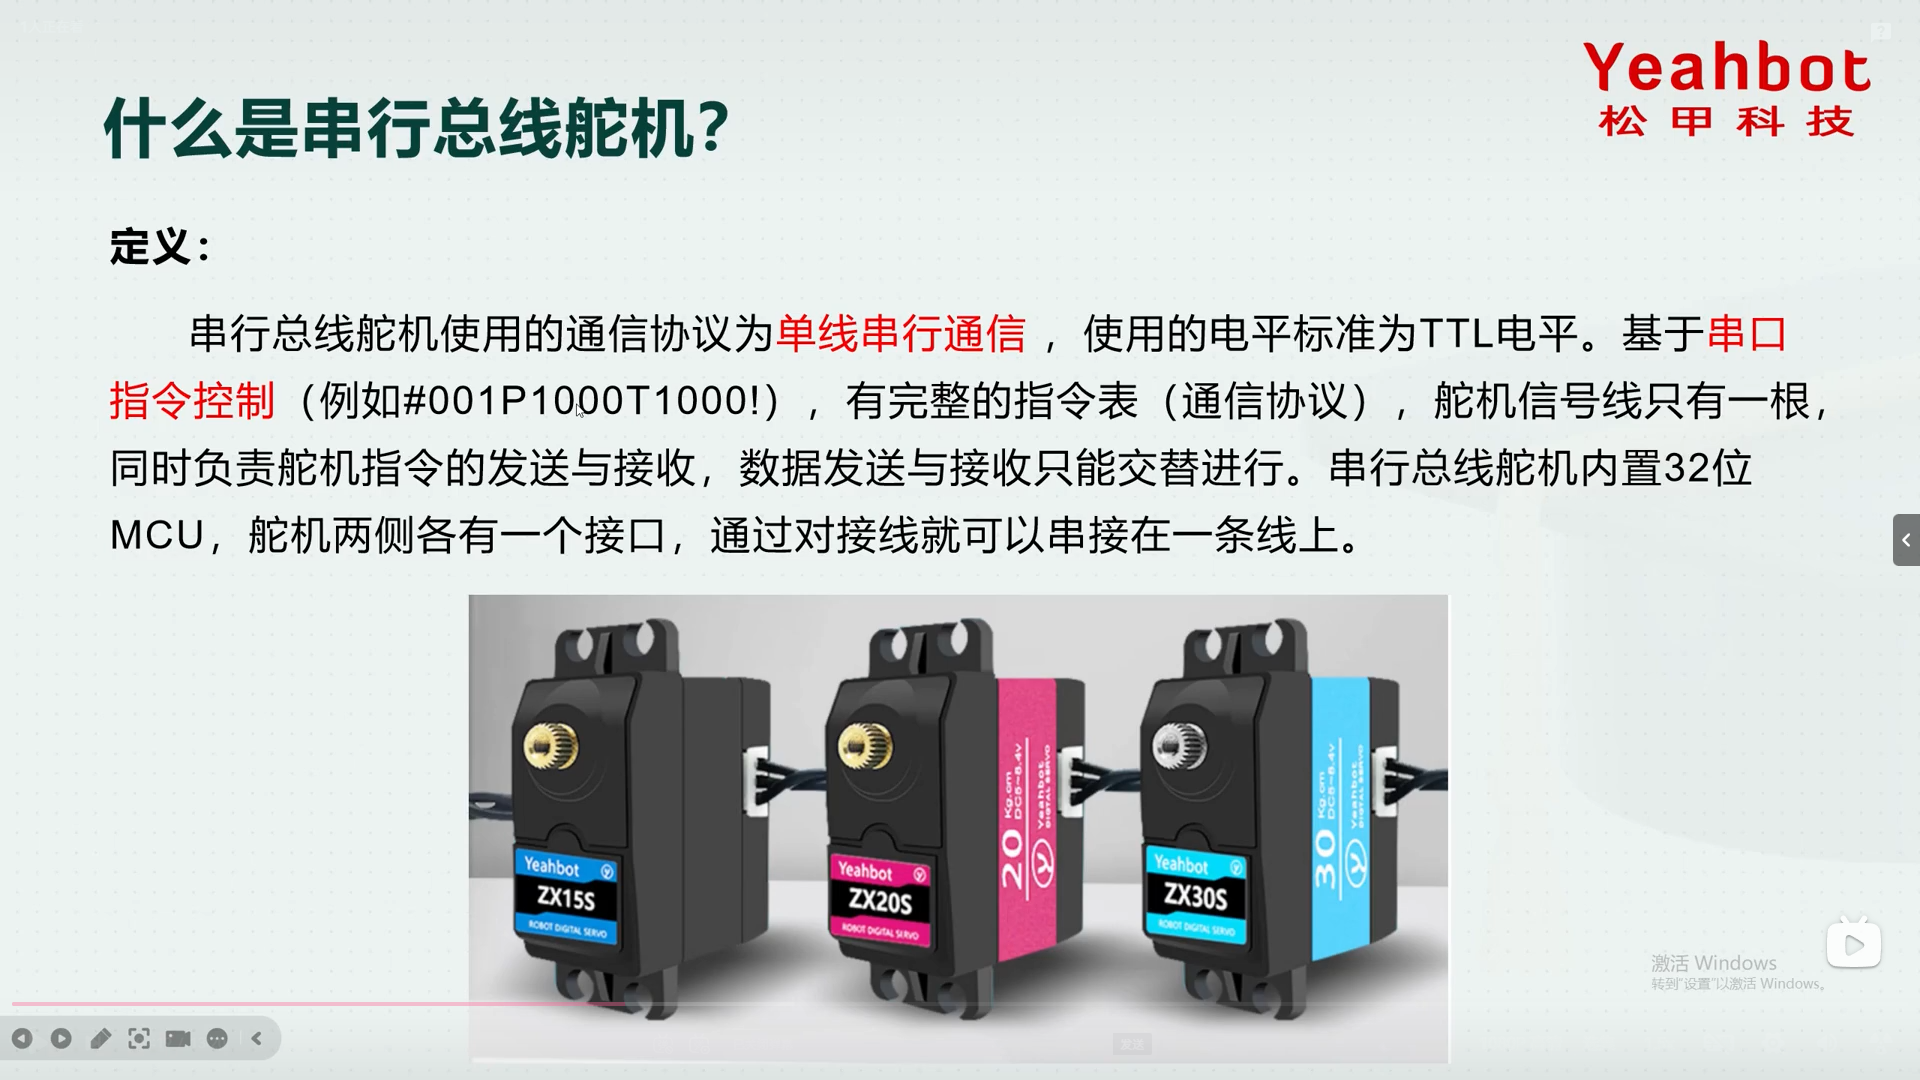 Yeahbot
松甲科技
什么是串行总线舵机？
定义：
串行总线舵机使用的通信协议为单线串行通信 ，使用的电平标准为TTL电平。基于串口
指令控制（例如#001P1000T1000!），有完整的指令表（通信协议），舵机信号线只有一根，
同时负责舵机指令的发送与接收，数据发送与接收只能交替进行。串行总线舵机内置32位
MCU，舵机两侧各有一个接口，通过对接线就可以串接在一条线上。
Yeahbot
ZX15S
ROBOT DIGITAL SERVO
Yeahbot
ZX20S
ROBOT DIGITAL SERVO
20 Kg.cm
DC5~8.4v
Yeahbot
DIGITAL SERVO
Yeahbot
ZX30S
ROBOT DIGITAL SERVO
30 Kg.cm
DC5~8.4v
Yeahbot
DIGITAL SERVO
激活 Windows
转到"设置"以激活 Windows。
发送